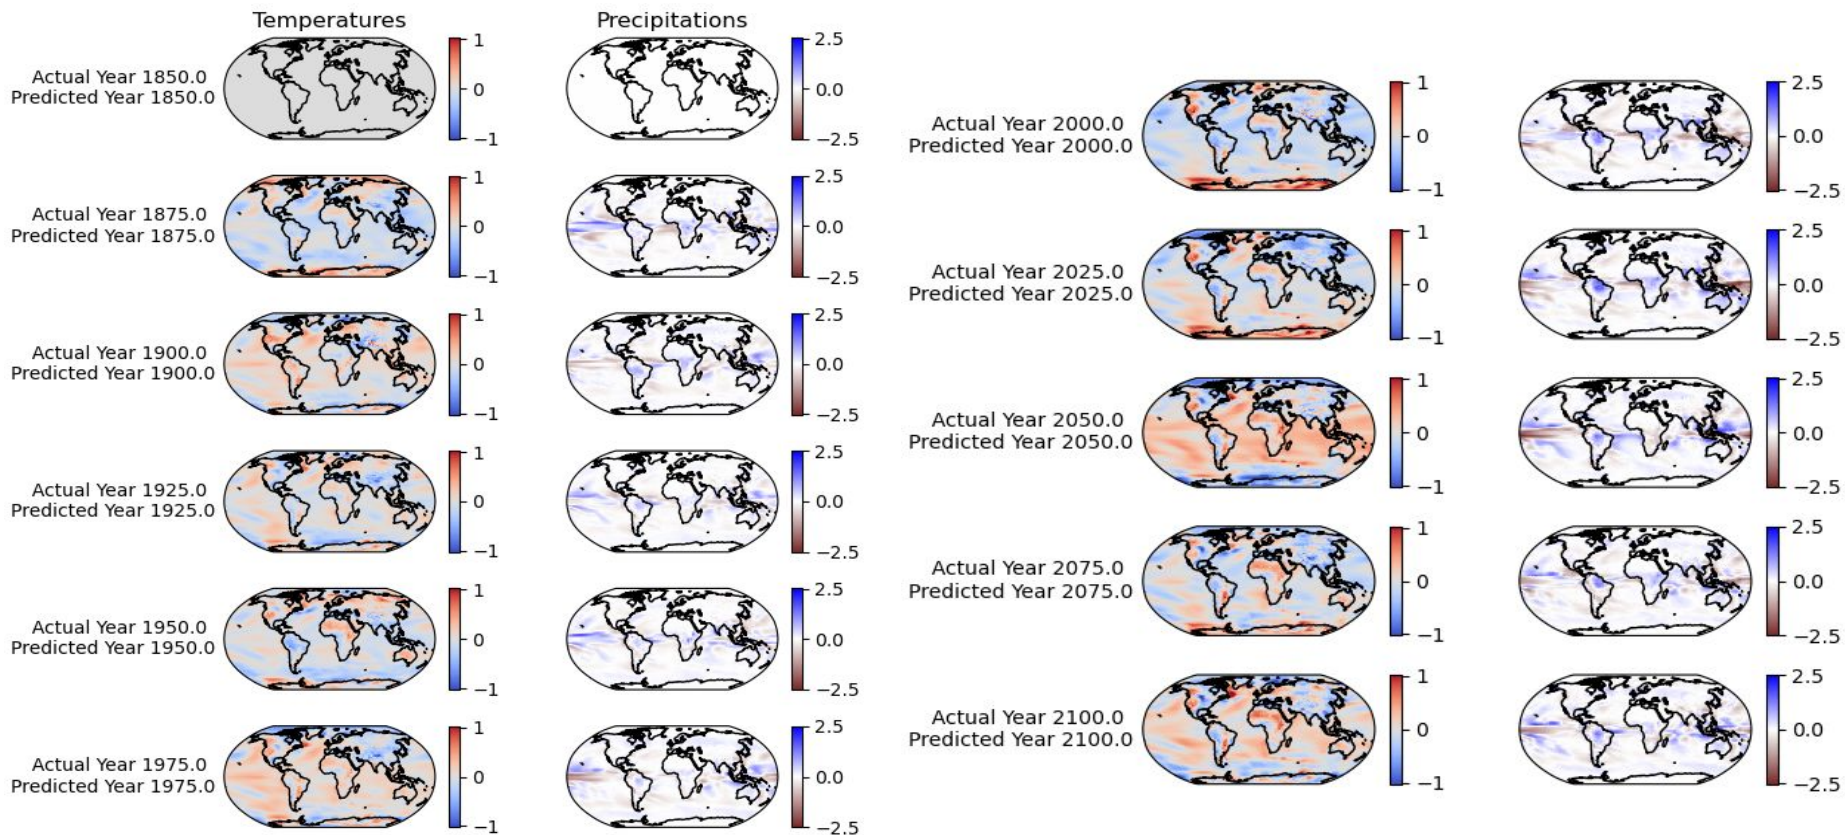 Temperatures Precipitations
Actual Year 1850.0
Predicted Year 1850.0
1
0
−1
2.5
0.0
−2.5
Actual Year 1875.0
Predicted Year 1875.0
1
0
−1
2.5
0.0
−2.5
Actual Year 1900.0
Predicted Year 1900.0
1
0
−1
2.5
0.0
−2.5
Actual Year 1925.0
Predicted Year 1925.0
1
0
−1
2.5
0.0
−2.5
Actual Year 1950.0
Predicted Year 1950.0
1
0
−1
2.5
0.0
−2.5
Actual Year 1975.0
Predicted Year 1975.0
1
0
−1
2.5
0.0
−2.5
Actual Year 2000.0
Predicted Year 2000.0
1
0
−1
2.5
0.0
−2.5
Actual Year 2025.0
Predicted Year 2025.0
1
0
−1
2.5
0.0
−2.5
Actual Year 2050.0
Predicted Year 2050.0
1
0
−1
2.5
0.0
−2.5
Actual Year 2075.0
Predicted Year 2075.0
1
0
−1
2.5
0.0
−2.5
Actual Year 2100.0
Predicted Year 2100.0
1
0
−1
2.5
0.0
−2.5